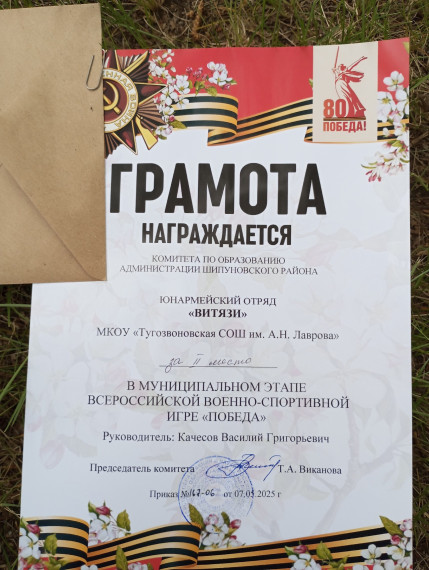 80
ПОБЕДА!
ГРАМОТА
НАГРАЖДАЕТСЯ
КОМИТЕТА ПО ОБРАЗОВАНИЮ
АДМИНИСТРАЦИИ ШИПУНОВСКОГО РАЙОНА
ЮНАРМЕЙСКИЙ ОТРЯД
«ВИТЯЗИ»
МКОУ «Тугозвоновская СОШ им. А.Н. Лаврова»
за II место
В МУНИЦИПАЛЬНОМ ЭТАПЕ
ВСЕРОССИЙСКОЙ ВОЕННО-СПОРТИВНОЙ
ИГРЕ «ПОБЕДА»
Руководитель: Качесов Василий Григорьевич
Председатель комитета Т.А. Виканова
Приказ №167-06 от 07.05.2025 г